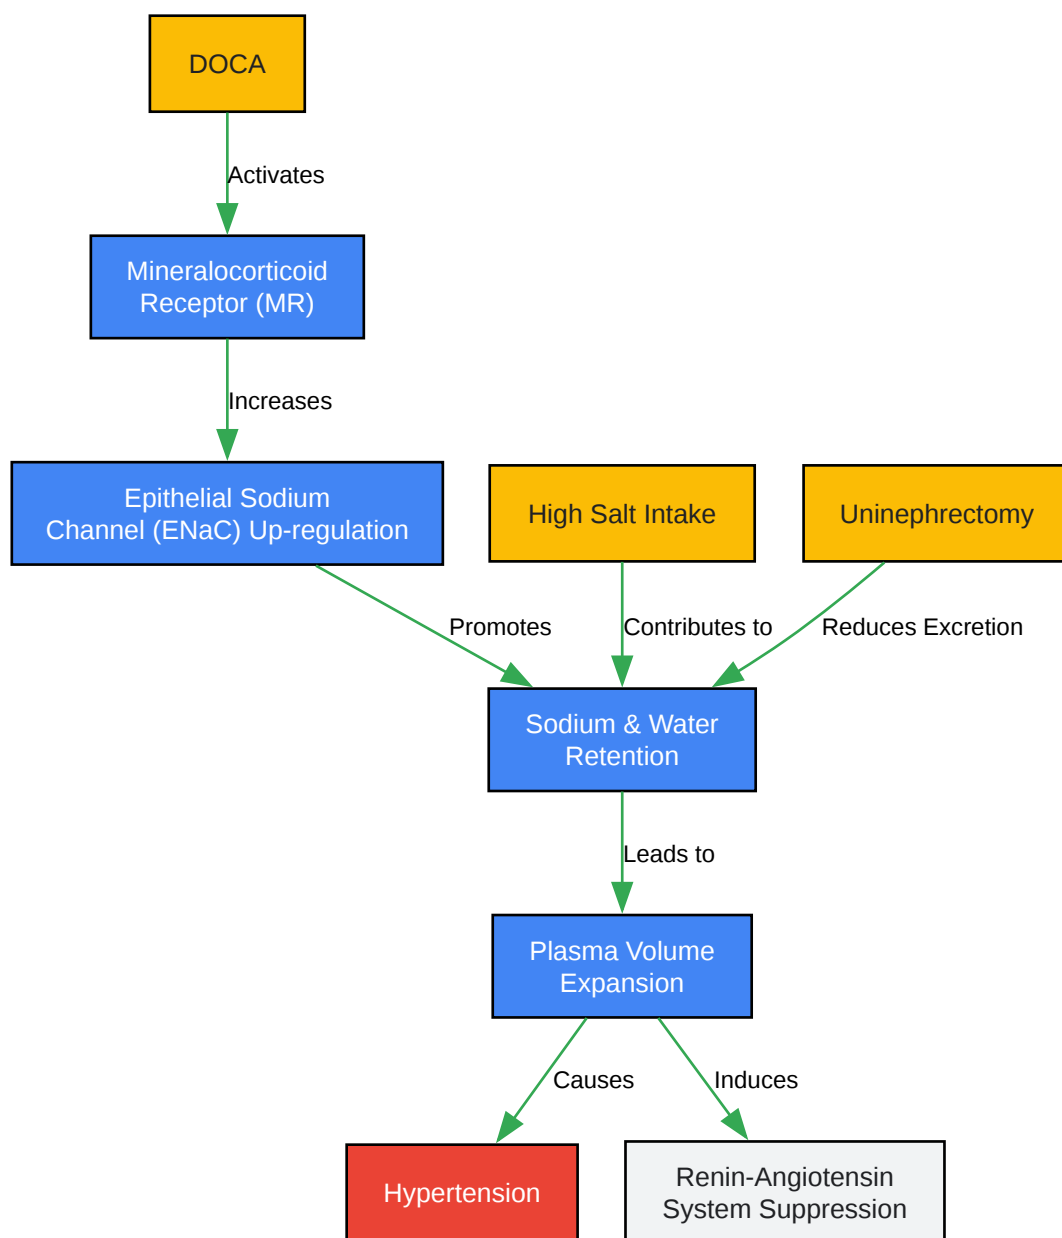 DOCA
Activates
Mineralocorticoid
Receptor (MR)
Increases
Epithelial Sodium
Channel (ENaC) Up-regulation
High Salt Intake
Uninephrectomy
Promotes
Contributes to
Reduces Excretion
Sodium & Water
Retention
Leads to
Plasma Volume
Expansion
Causes
Induces
Hypertension
Renin-Angiotensin
System Suppression